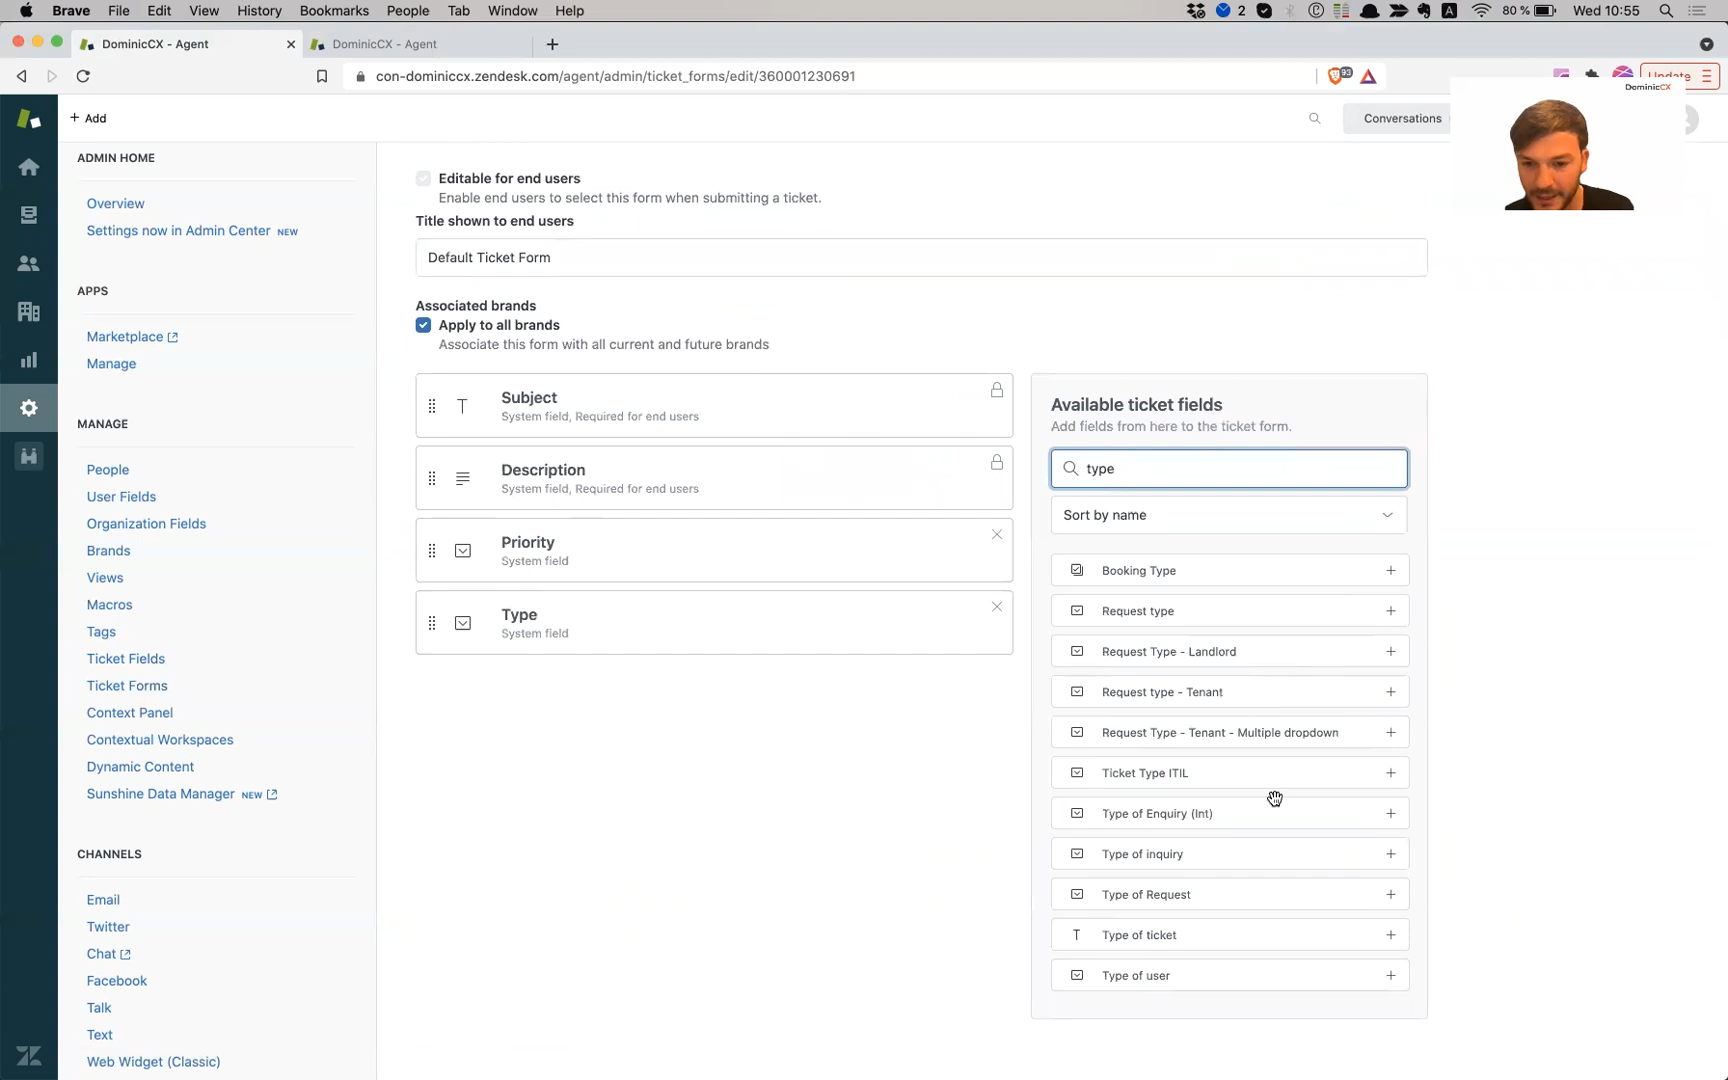 Brave File Edit View History Bookmarks People Tab Window Help
2 A 80 % Wed 10:55
DominicCX - Agent
DominicCX - Agent
con-dominiccx.zendesk.com/agent/admin/ticket_forms/edit/360001230691
93
Update
DominicCX
+ Add
Conversations
ADMIN HOME
Overview
Settings now in Admin Center NEW
APPS
Marketplace
Manage
MANAGE
People
User Fields
Organization Fields
Brands
Views
Macros
Tags
Ticket Fields
Ticket Forms
Context Panel
Contextual Workspaces
Dynamic Content
Sunshine Data Manager NEW
CHANNELS
Email
Twitter
Chat
Facebook
Talk
Text
Web Widget (Classic)
Editable for end users
Enable end users to select this form when submitting a ticket.
Title shown to end users
Default Ticket Form
Associated brands
Apply to all brands
Associate this form with all current and future brands
Subject
System field, Required for end users
Description
System field, Required for end users
Priority
System field
Type
System field
Available ticket fields
Add fields from here to the ticket form.
type
Sort by name
Booking Type
Request type
Request Type - Landlord
Request type - Tenant
Request Type - Tenant - Multiple dropdown
Ticket Type ITIL
Type of Enquiry (Int)
Type of inquiry
Type of Request
Type of ticket
Type of user